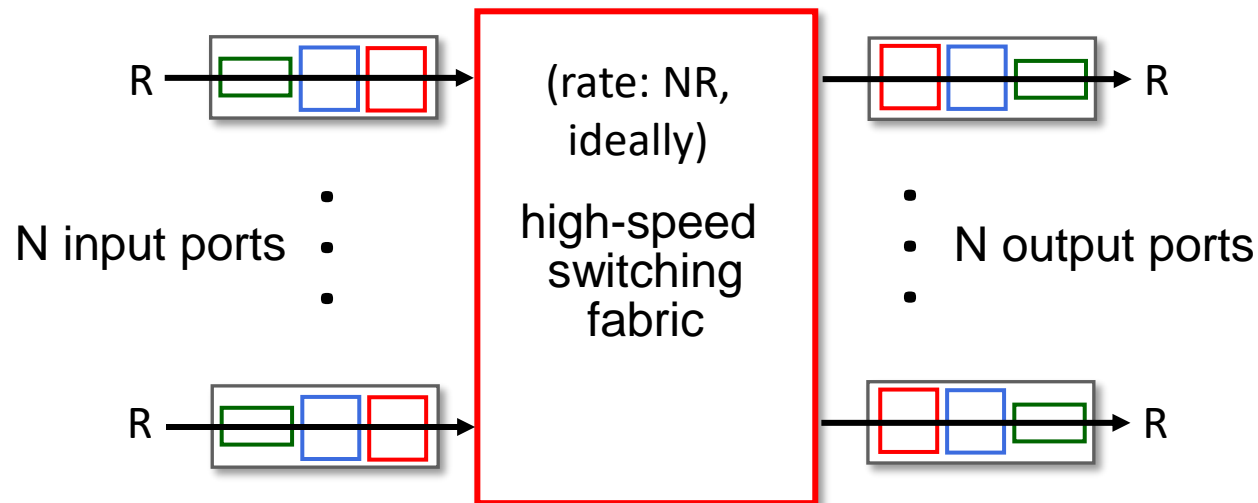 R
(rate: NR,
ideally)
high-speed
switching
fabric
R
N input ports
N output ports
R
R